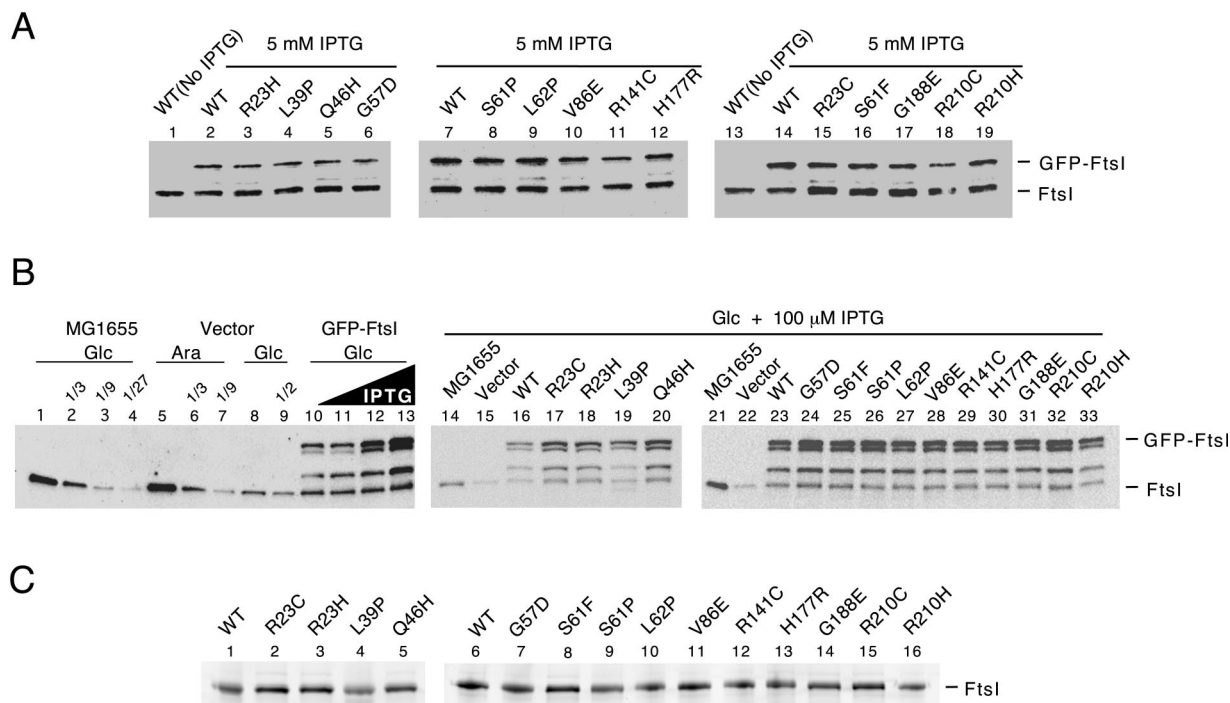 A
5 mM IPTG
5 mM IPTG
5 mM IPTG
WT(No IPTG) WT R23H L39P Q46H G57D WT S61P L62P V86E R141C H177R WT(No IPTG) WT R23C S61F G188E R210C R210H
1 2 3 4 5 6 7 8 9 10 11 12 13 14 15 16 17 18 19
GFP-FtsI
FtsI
B
MG1655 Vector GFP-FtsI
Glc Ara Glc Glc
1/3 1/9 1/27 1/3 1/9 1/2 IPTG
Glc + 100 μM IPTG
MG1655 Vector WT R23C R23H L39P Q46H MG1655 Vector WT G57D S61F S61P L62P V86E R141C H177R G188E R210C R210H
1 2 3 4 5 6 7 8 9 10 11 12 13 14 15 16 17 18 19 20 21 22 23 24 25 26 27 28 29 30 31 32 33
GFP-FtsI
FtsI
C
WT R23C R23H L39P Q46H WT G57D S61F S61P L62P V86E R141C H177R G188E R210C R210H
1 2 3 4 5 6 7 8 9 10 11 12 13 14 15 16
FtsI